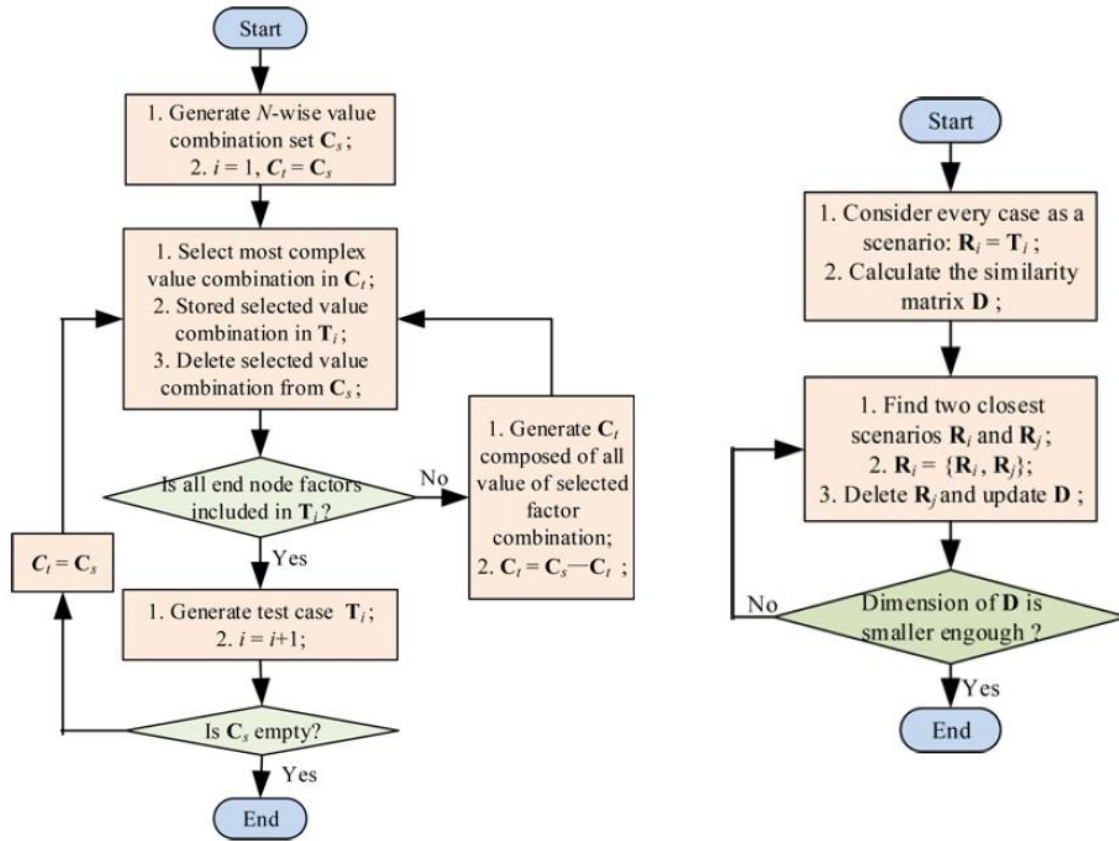 Start
1. Generate N-wise value
combination set Cs ;
2. i = 1, Ct = Cs
1. Select most complex
value combination in Ct;
2. Stored selected value
combination in Ti ;
3. Delete selected value
combination from Cs ;
Is all end node factors
included in Ti ?
No
1. Generate Ct
composed of all
value of selected
factor
combination;
2. Ct = Cs—Ct ;
Yes
Ct = Cs
1. Generate test case Ti ;
2. i = i+1;
Is Cs empty?
Yes
End
Start
1. Consider every case as a
scenario: Ri = Ti ;
2. Calculate the similarity
matrix D ;
1. Find two closest
scenarios Ri and Rj ;
2. Ri = {Ri , Rj};
3. Delete Rj and update D ;
No
Dimension of D is
smaller engough ?
Yes
End